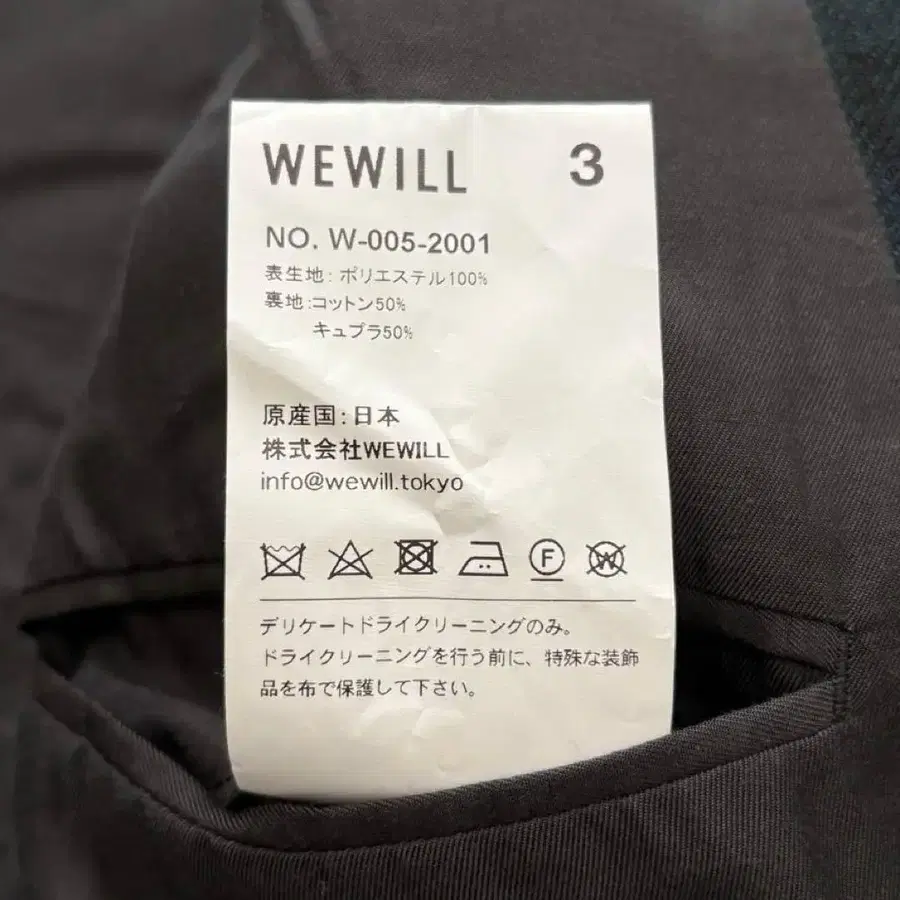 WEWILL 3
NO. W-005-2001
表生地: ポリエステル100%
裏地:コットン50%
キュプラ50%
原産国:日本
株式会社WEWILL
info@wewill.tokyo
F W
デリケートドライクリーニングのみ。
ドライクリーニングを行う前に、特殊な装飾
品を布で保護して下さい。